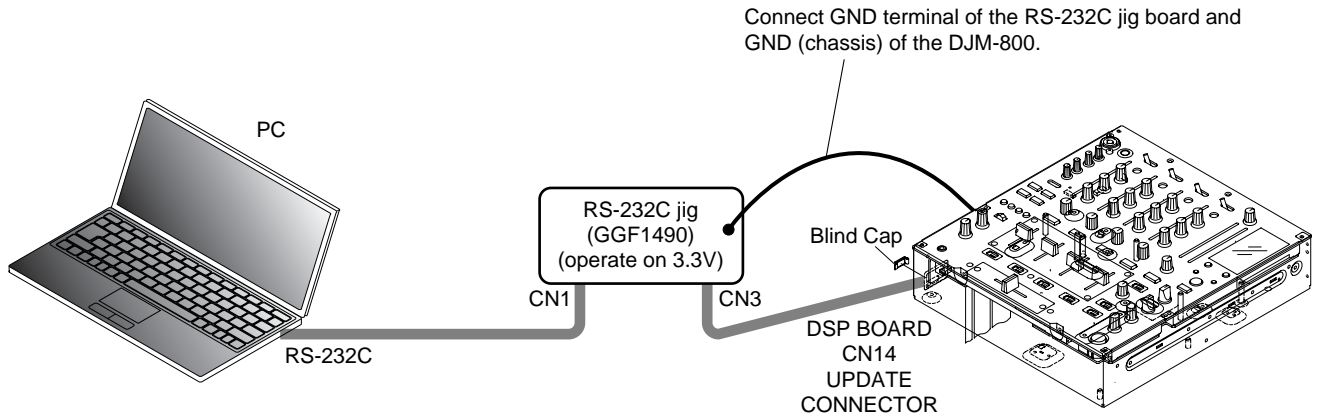 Connect GND terminal of the RS-232C jig board and
GND (chassis) of the DJM-800.
PC
RS-232C jig
(GGF1490)
(operate on 3.3V)
Blind Cap
CN1
CN3
RS-232C
DSP BOARD
CN14
UPDATE
CONNECTOR